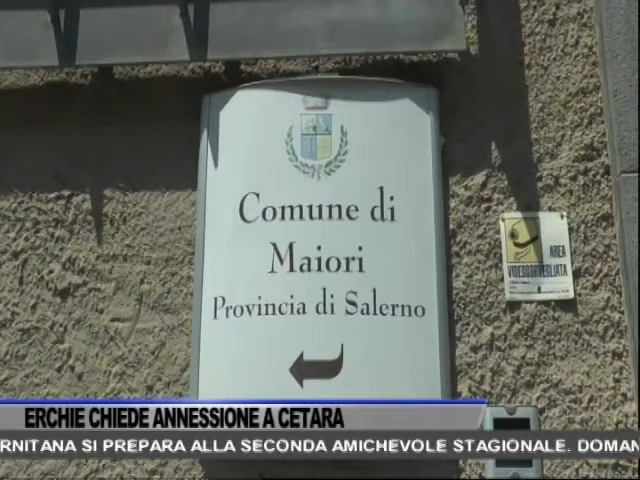 Comune di
Maiori
Provincia di Salerno
AREA
VIDEOSORVEGLIATA
ERCHIE CHIEDE ANNESSIONE A CETARA
RNITANA SI PREPARA ALLA SECONDA AMICHEVOLE STAGIONALE. DOMAN